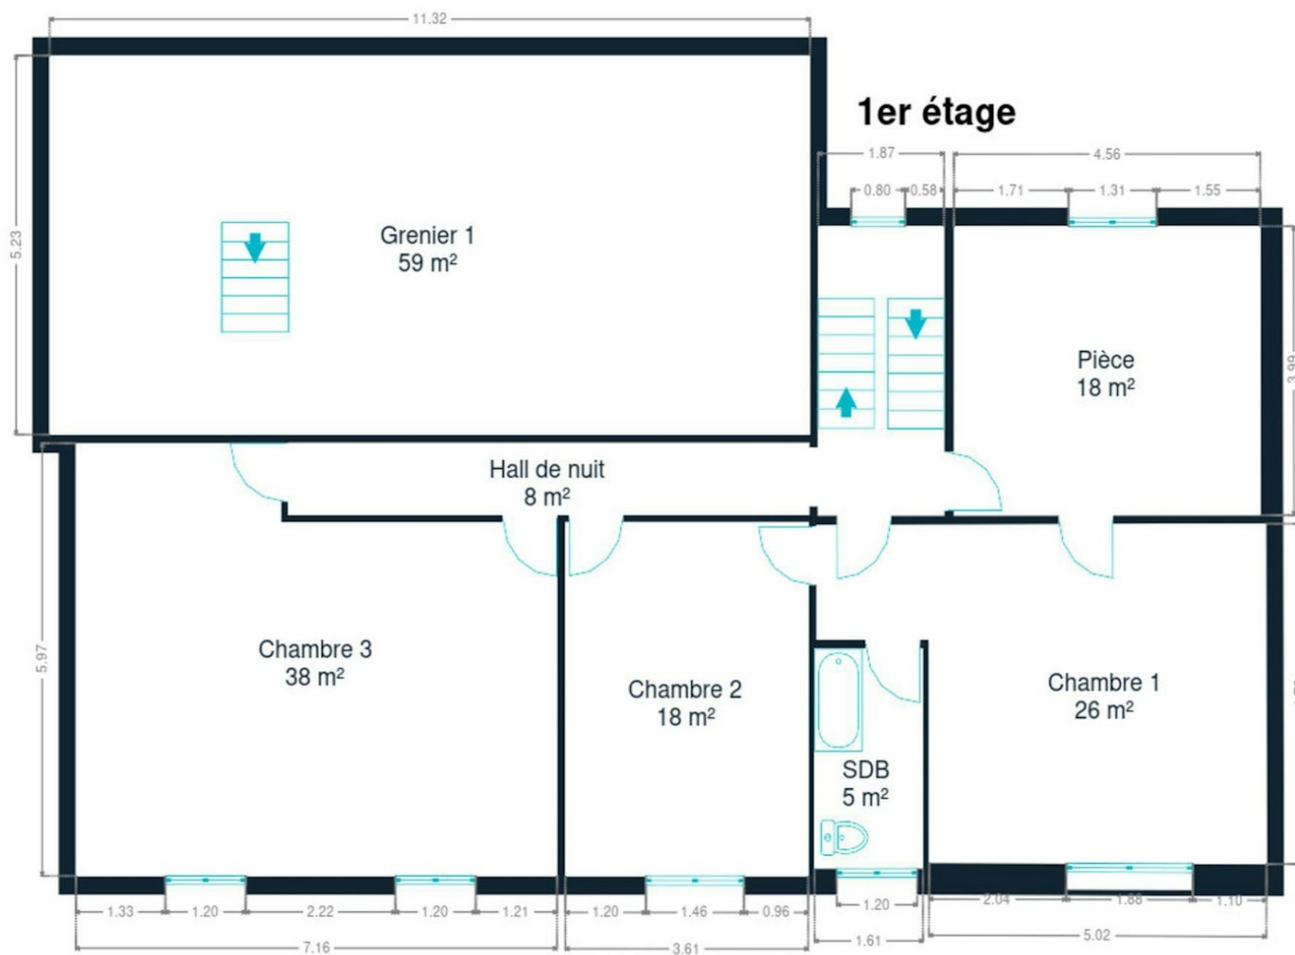 11.32
1er étage
1.87
4.56
0.80
0.58
1.71
1.31
1.55
5.23
Grenier 1
59 m²
Pièce
18 m²
3.99
Hall de nuit
8 m²
5.97
Chambre 3
38 m²
Chambre 2
18 m²
Chambre 1
26 m²
SDB
5 m²
1.33
1.20
2.22
1.20
1.21
1.20
1.46
0.96
1.20
2.04
1.88
1.10
7.16
3.61
1.61
5.02